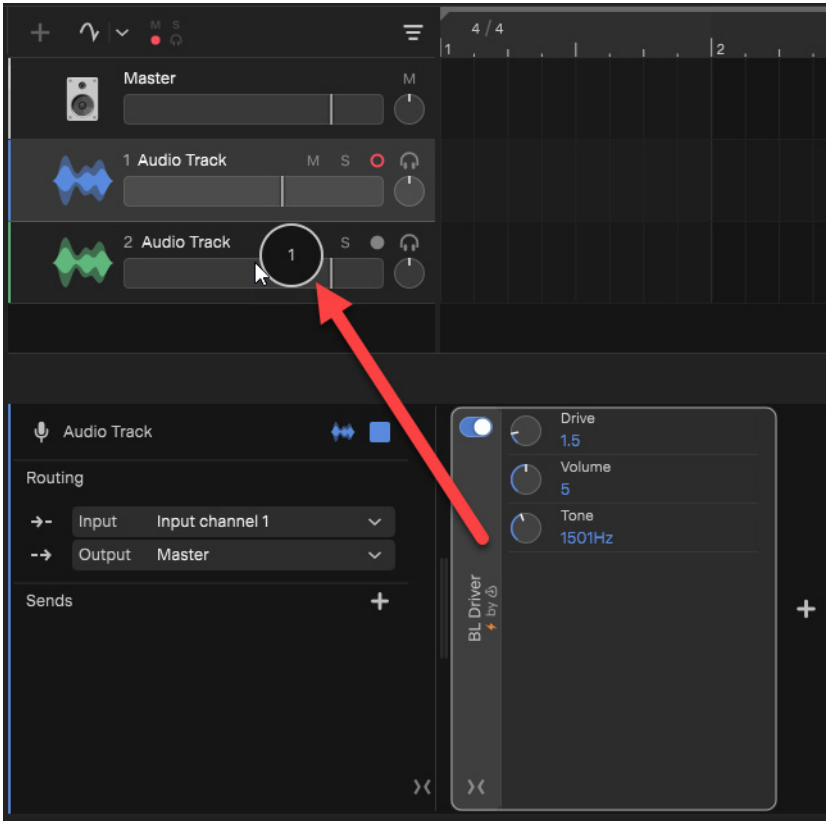 M S
4 / 4
1
2
Master
M
1 Audio Track M S
2 Audio Track S
1
Audio Track
Routing
Input Input channel 1
Output Master
Sends
BL Driver
by
Drive
1.5
Volume
5
Tone
1501Hz